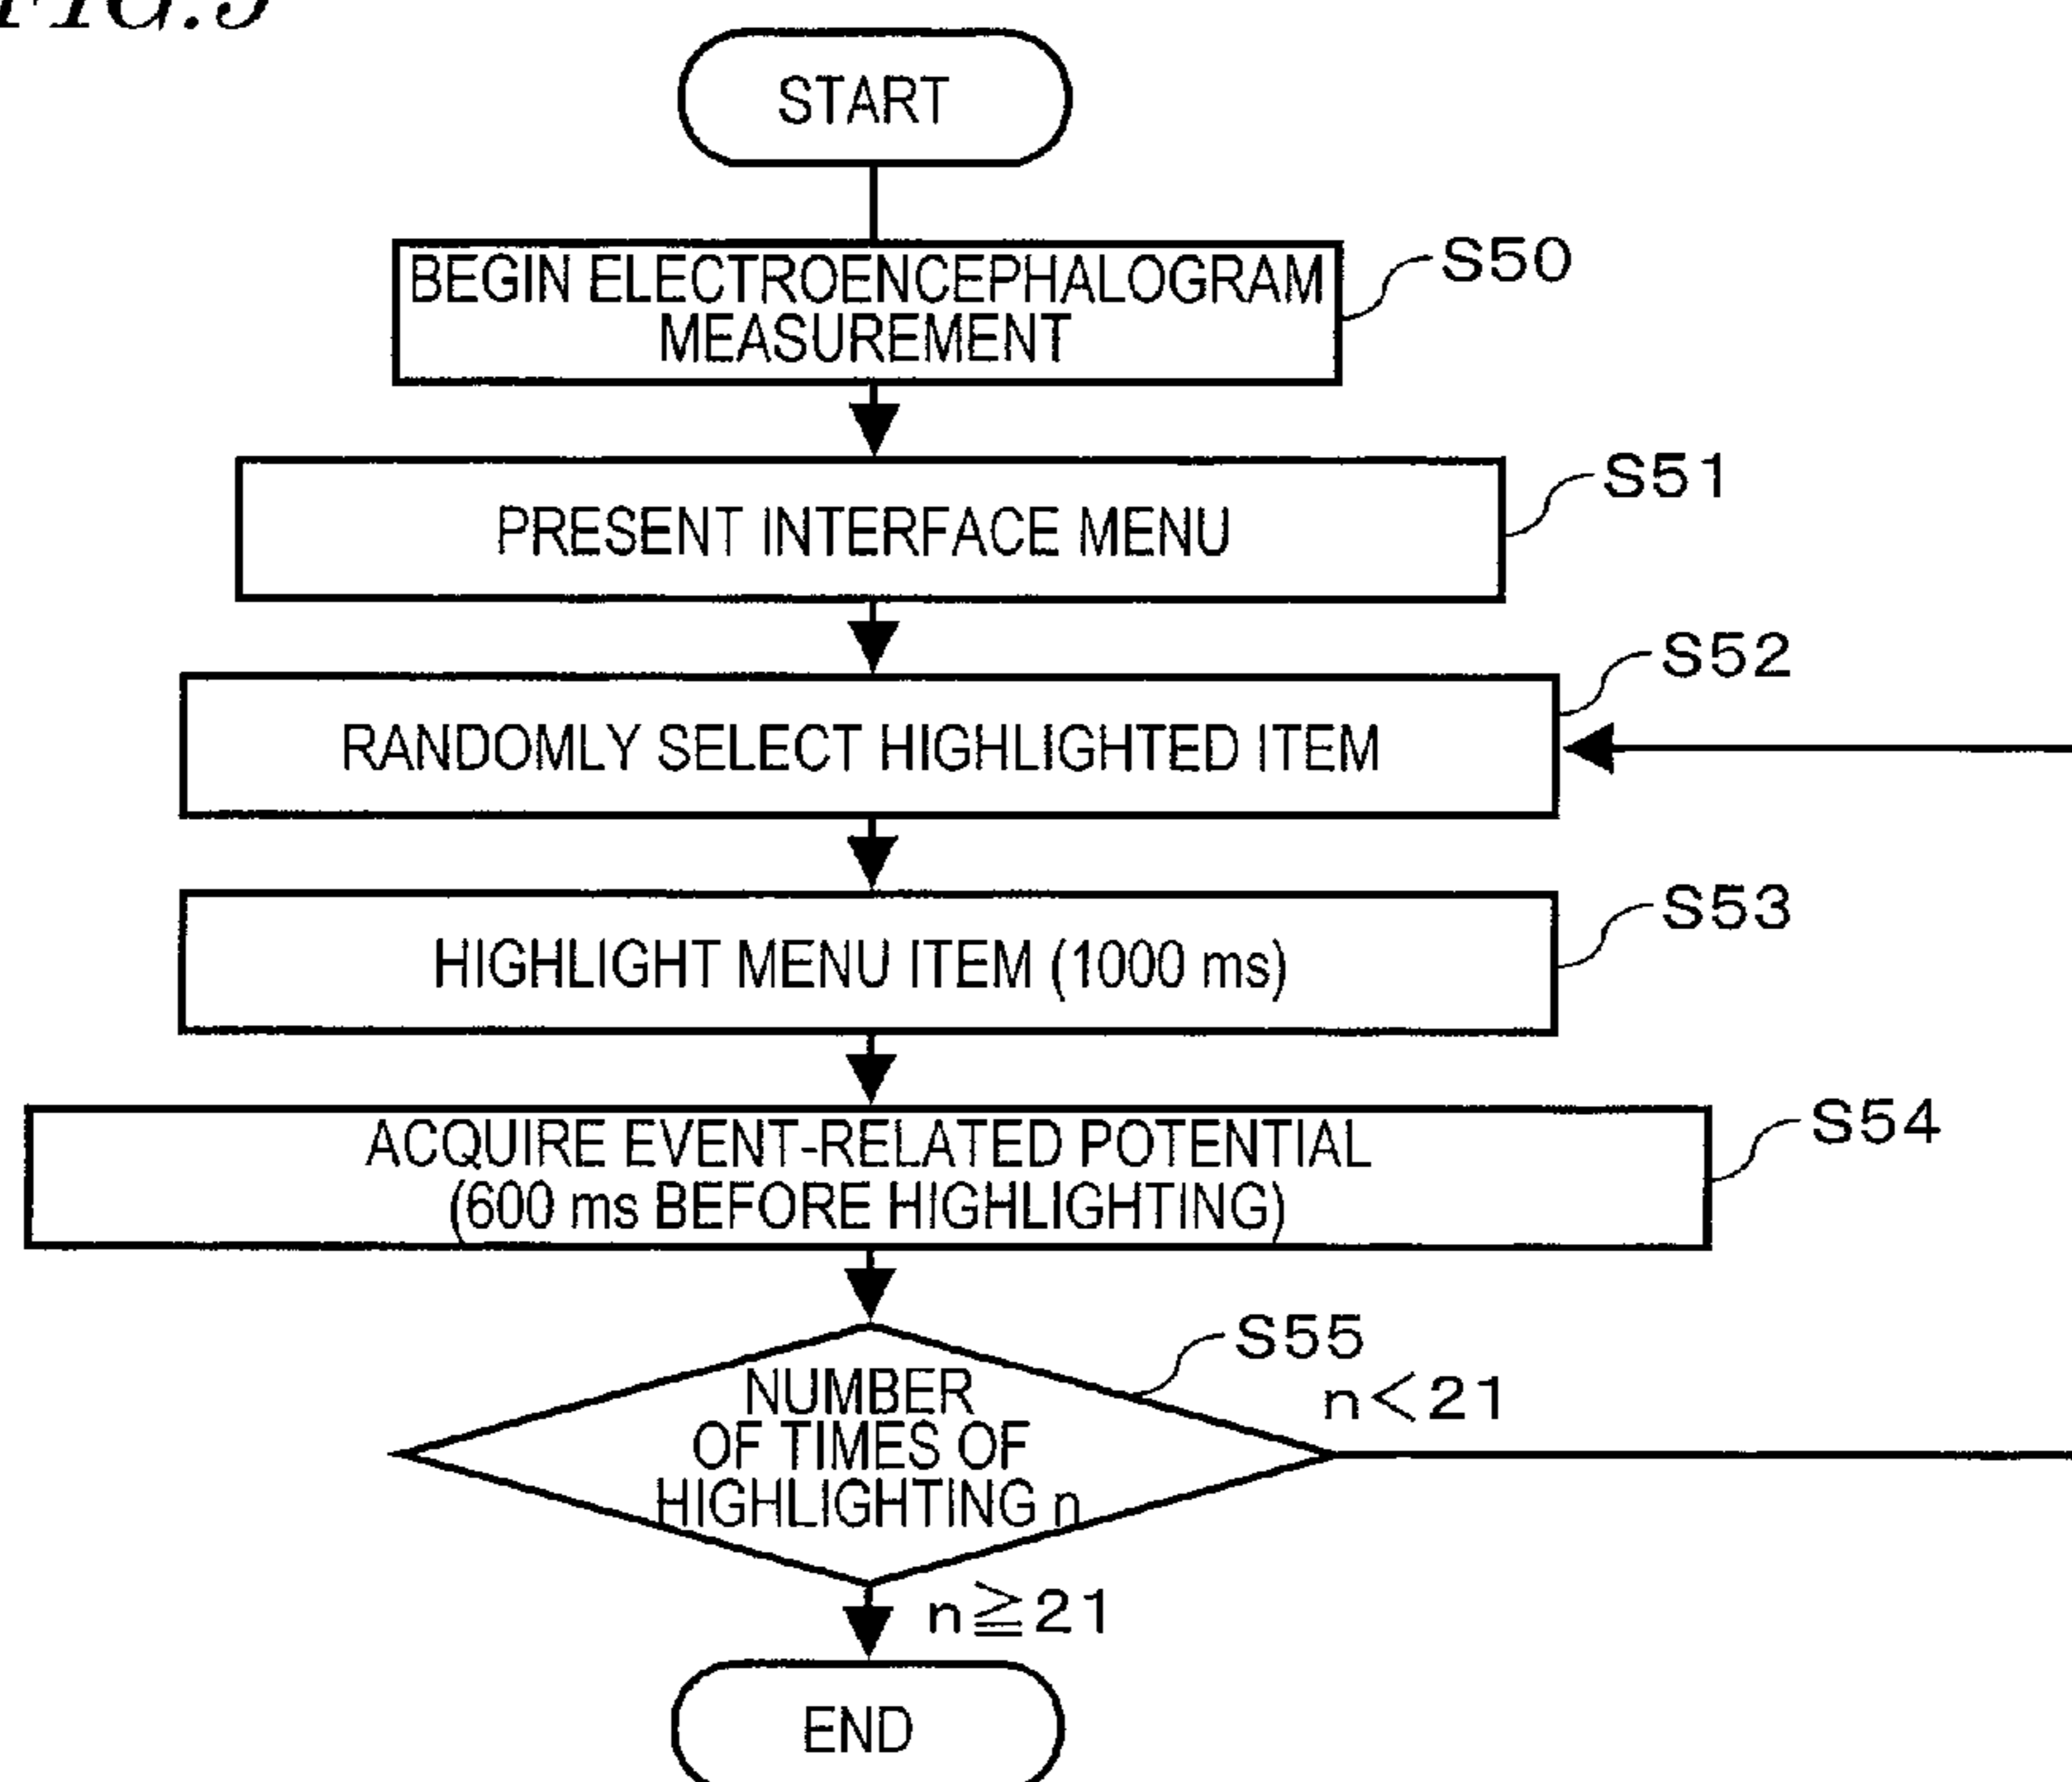 START
BEGIN ELECTROENCEPHALOGRAM
MEASUREMENT
S50
PRESENT INTERFACE MENU
S51
RANDOMLY SELECT HIGHLIGHTED ITEM
S52
HIGHLIGHT MENU ITEM (1000 ms)
S53
ACQUIRE EVENT-RELATED POTENTIAL
(600 ms BEFORE HIGHLIGHTING)
S54
NUMBER
OF TIMES OF
HIGHLIGHTING n
S55
n<21
n≧21
END